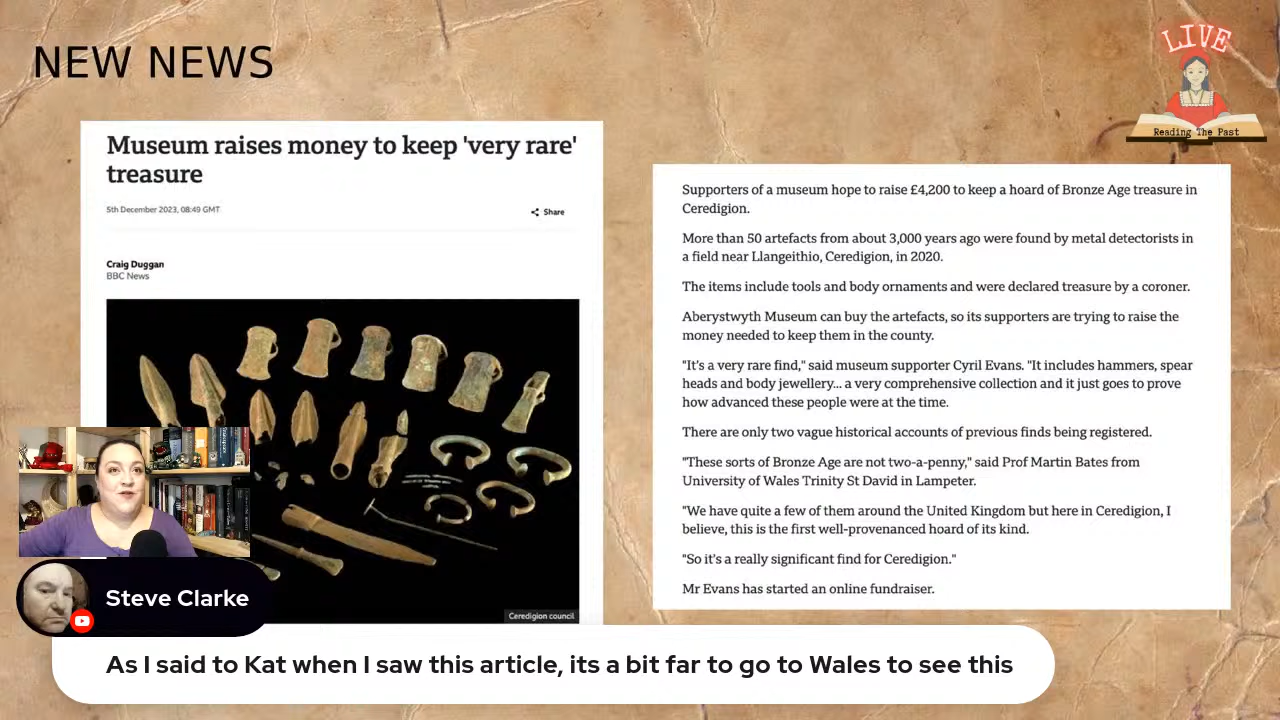 NEW NEWS
LIVE
Reading The Past
Museum raises money to keep 'very rare'
treasure
5th December 2023, 08:49 GMT
Share
Craig Duggan
BBC News
Ceredigion council
Supporters of a museum hope to raise £4,200 to keep a hoard of Bronze Age treasure in
Ceredigion.
More than 50 artefacts from about 3,000 years ago were found by metal detectorists in
a field near Llangeithio, Ceredigion, in 2020.
The items include tools and body ornaments and were declared treasure by a coroner.
Aberystwyth Museum can buy the artefacts, so its supporters are trying to raise the
money needed to keep them in the county.
"It's a very rare find," said museum supporter Cyril Evans. "It includes hammers, spear
heads and body jewellery... a very comprehensive collection and it just goes to prove
how advanced these people were at the time.
There are only two vague historical accounts of previous finds being registered.
"These sorts of Bronze Age are not two-a-penny," said Prof Martin Bates from
University of Wales Trinity St David in Lampeter.
"We have quite a few of them around the United Kingdom but here in Ceredigion, I
believe, this is the first well-provenanced hoard of its kind.
"So it's a really significant find for Ceredigion."
Mr Evans has started an online fundraiser.
Steve Clarke
As I said to Kat when I saw this article, its a bit far to go to Wales to see this